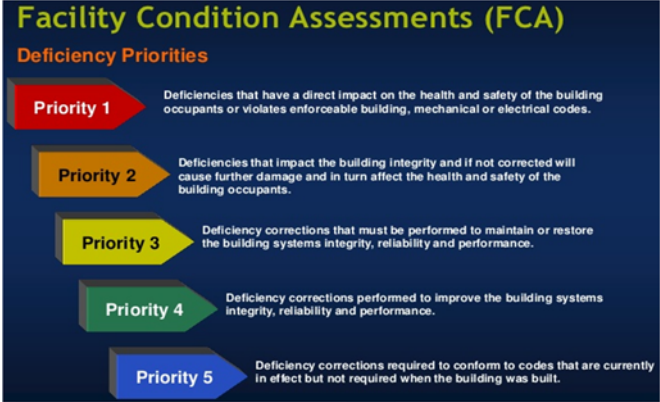 Facility Condition Assessments (FCA)
Deficiency Priorities
Priority 1
Deficiencies that have a direct impact on the health and safety of the building
occupants or violates enforceable building, mechanical or electrical codes.
Priority 2
Deficiencies that impact the building integrity and if not corrected will
cause further damage and in turn affect the health and safety of the
building occupants.
Priority 3
Deficiency corrections that must be performed to maintain or restore
the building systems integrity, reliability and performance.
Priority 4
Deficiency corrections performed to improve the building systems
integrity, reliability and performance.
Priority 5
Deficiency corrections required to conform to codes that are currently
in effect but not required when the building was built.